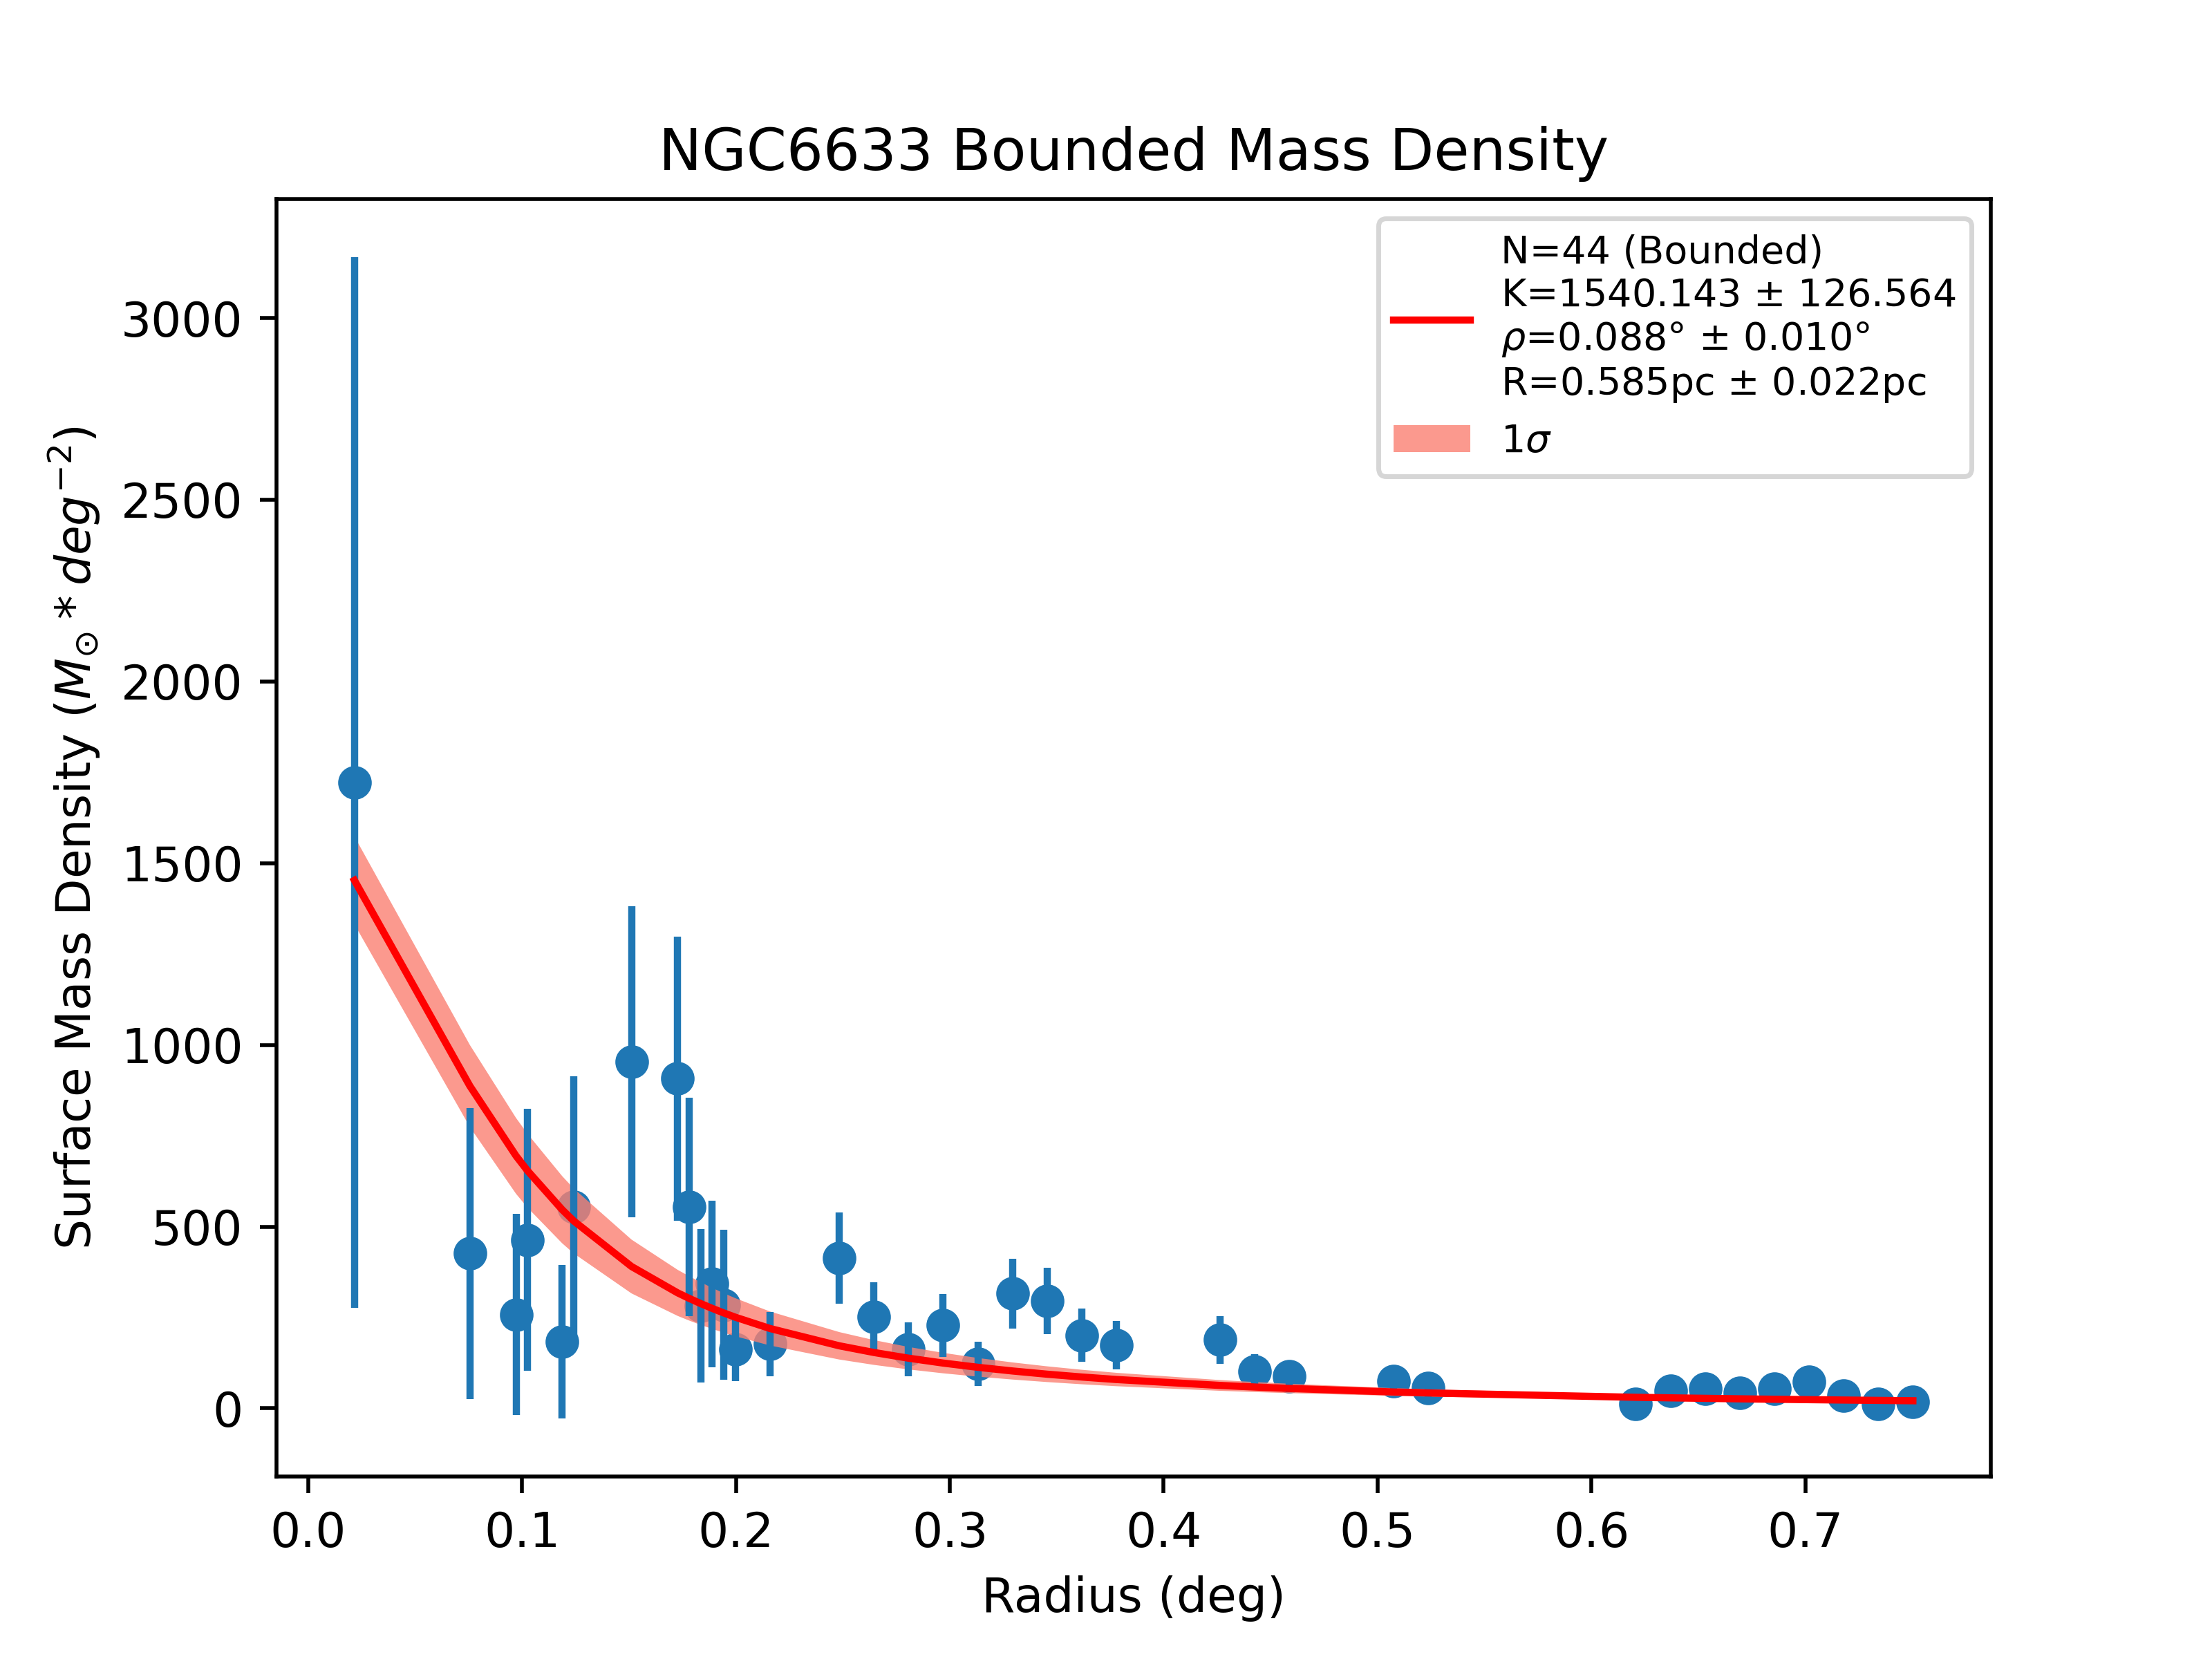 NGC6633 Bounded Mass Density
N=44 (Bounded)
K=1540.143 ± 126.564
ρ=0.088° ± 0.010°
R=0.585pc ± 0.022pc
1σ
Surface Mass Density (M⊙ * deg⁻²)
3000
2500
2000
1500
1000
500
0
0.0 0.1 0.2 0.3 0.4 0.5 0.6 0.7
Radius (deg)